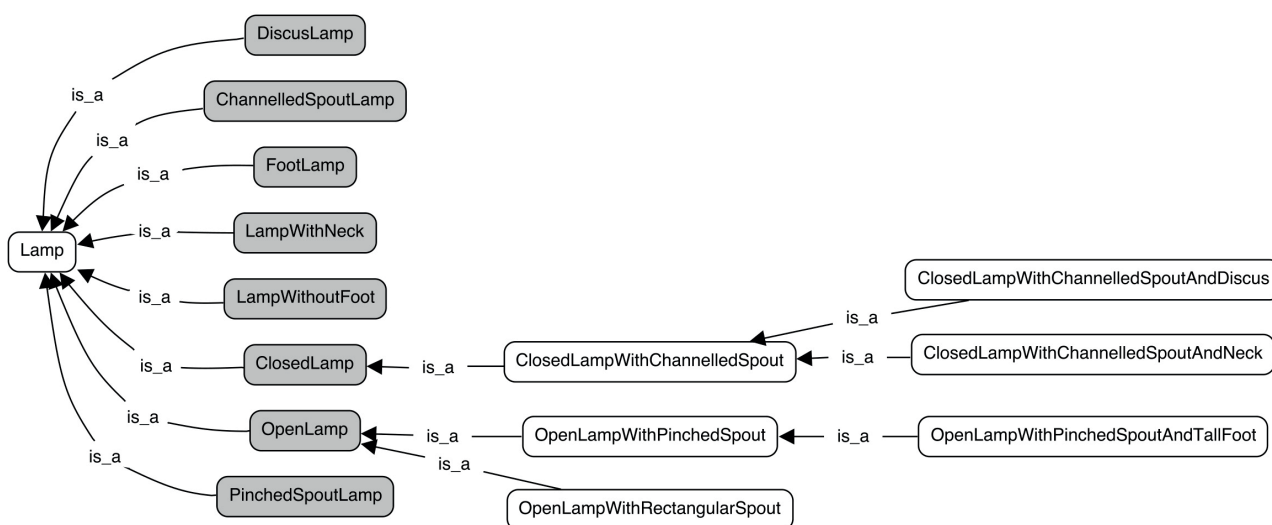 DiscusLamp
is_a
ChannelledSpoutLamp
is_a
FootLamp
is_a
LampWithNeck
is_a
Lamp
LampWithoutFoot
is_a
ClosedLampWithChannelledSpoutAndDiscus
is_a
ClosedLamp
is_a
is_a
ClosedLampWithChannelledSpout
is_a
ClosedLampWithChannelledSpoutAndNeck
OpenLamp
is_a
is_a
OpenLampWithPinchedSpout
is_a
OpenLampWithPinchedSpoutAndTallFoot
is_a
is_a
PinchedSpoutLamp
OpenLampWithRectangularSpout